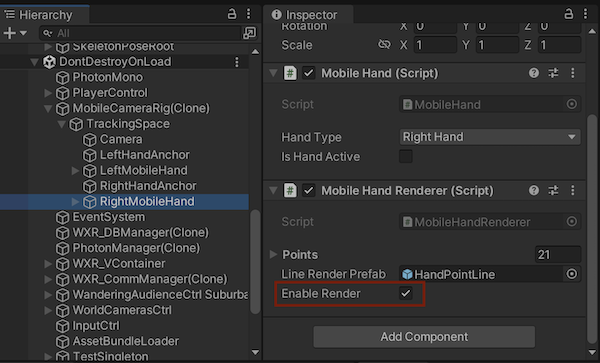 Hierarchy
All
SkeletonPoseRoot
DontDestroyOnLoad
PhotonMono
PlayerControl
MobileCameraRig(Clone)
TrackingSpace
Camera
LeftHandAnchor
LeftMobileHand
RightHandAnchor
RightMobileHand
EventSystem
WXR_DBManager(Clone)
PhotonManager(Clone)
WXR_VContainer
WXR_CommManager(Clone)
WanderingAudienceCtrl Suburba
WorldCamerasCtrl
InputCtrl
AssetBundleLoader
TestSingleton
Inspector
Rotation X 0 Y 0 Z 0
Scale X 1 Y 1 Z 1
Mobile Hand (Script)
Script MobileHand
Hand Type Right Hand
Is Hand Active
Mobile Hand Renderer (Script)
Script MobileHandRenderer
Points 21
Line Render Prefab HandPointLine
Enable Render
Add Component